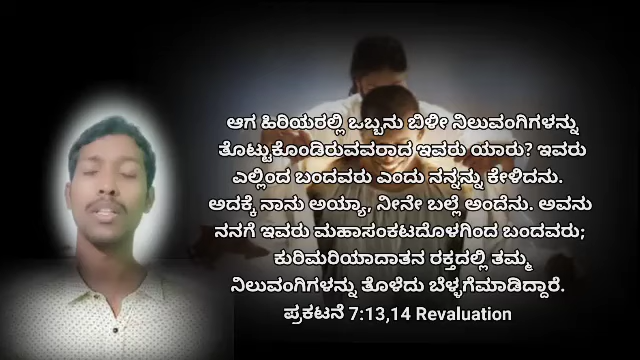 ಆಗ ಹಿರಿಯರಲ್ಲಿ ಒಬ್ಬನು ಬಿಳೀ ನಿಲುವಂಗಿಗಳನ್ನು
ತೊಟ್ಟುಕೊಂಡಿರುವವರಾದ ಇವರು ಯಾರು? ಇವರು
ಎಲ್ಲಿಂದ ಬಂದವರು ಎಂದು ನನ್ನನ್ನು ಕೇಳಿದನು.
ಅದಕ್ಕೆ ನಾನು ಅಯ್ಯಾ, ನೀನೇ ಬಲ್ಲೆ ಅಂದೆನು. ಅವನು
ನನಗೆ ಇವರು ಮಹಾಸಂಕಟದೊಳಗಿಂದ ಬಂದವರು;
ಕುರಿಮರಿಯಾದಾತನ ರಕ್ತದಲ್ಲಿ ತಮ್ಮ
ನಿಲುವಂಗಿಗಳನ್ನು ತೊಳೆದು ಬೆಳ್ಳಗೆಮಾಡಿದ್ದಾರೆ.
ಪ್ರಕಟನೆ 7:13,14 Revaluation